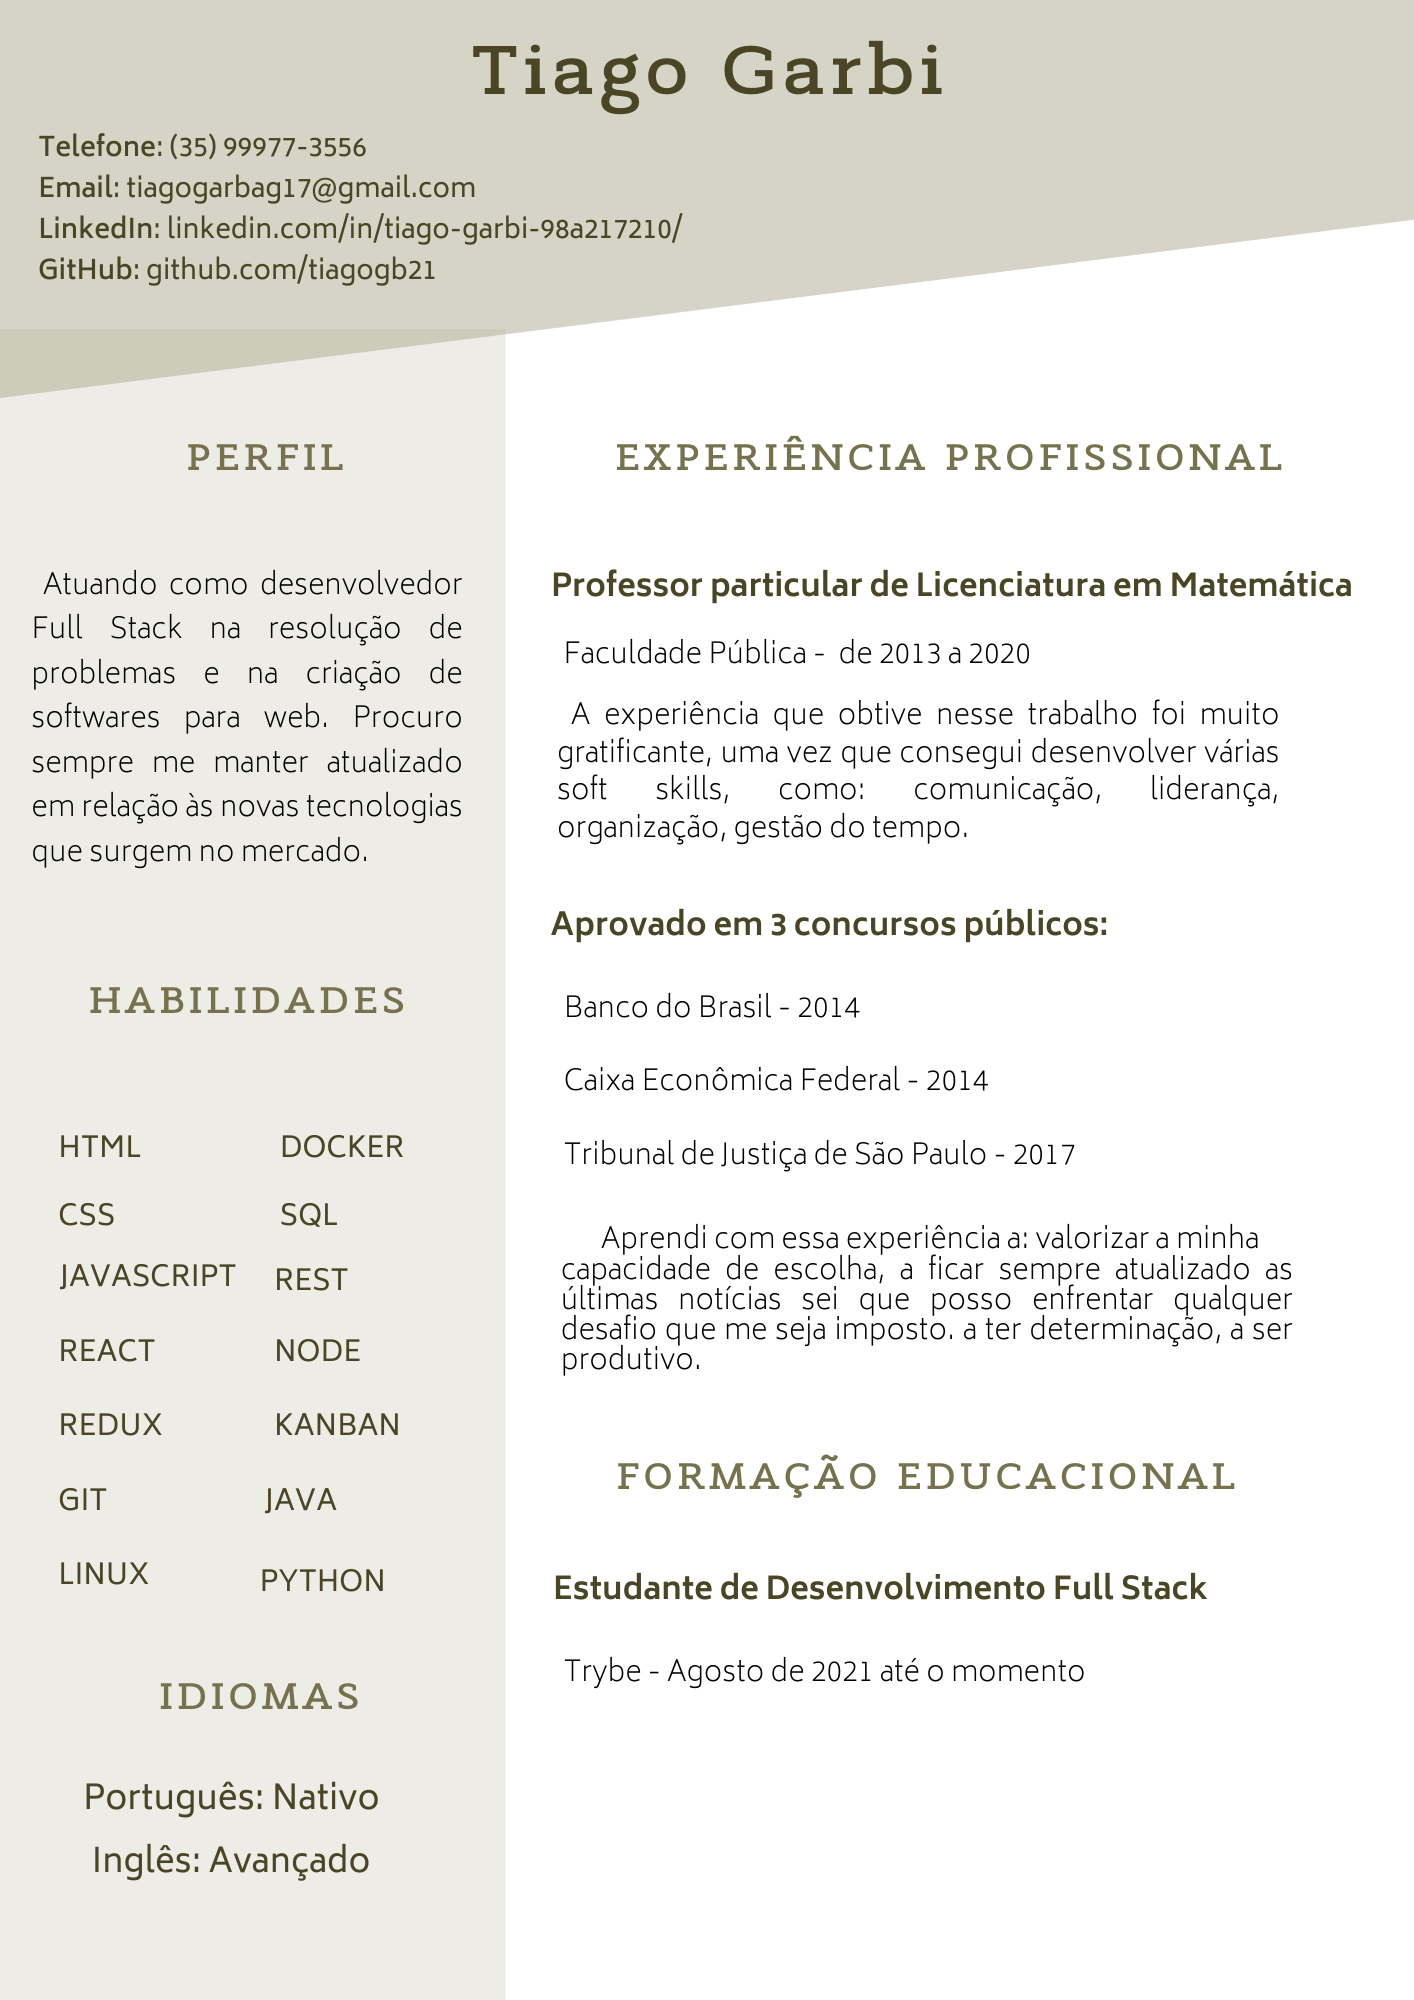 Tiago Garbi
Telefone: (35) 99977-3556
Email: tiagogarbag17@gmail.com
LinkedIn: linkedin.com/in/tiago-garbi-98a217210/
GitHub: github.com/tiagogb21
PERFIL
Atuando como desenvolvedor
Full Stack na resolução de
problemas e na criação de
softwares para web. Procuro
sempre me manter atualizado
em relação às novas tecnologias
que surgem no mercado.
HABILIDADES
HTML DOCKER
CSS SQL
JAVASCRIPT REST
REACT NODE
REDUX KANBAN
GIT JAVA
LINUX PYTHON
IDIOMAS
Português: Nativo
Inglês: Avançado
EXPERIÊNCIA PROFISSIONAL
Professor particular de Licenciatura em Matemática
Faculdade Pública - de 2013 a 2020
A experiência que obtive nesse trabalho foi muito
gratificante, uma vez que consegui desenvolver várias
soft skills, como: comunicação, liderança,
organização, gestão do tempo.
Aprovado em 3 concursos públicos:
Banco do Brasil - 2014
Caixa Econômica Federal - 2014
Tribunal de Justiça de São Paulo - 2017
Aprendi com essa experiência a: valorizar a minha
capacidade de escolha, a ficar sempre atualizado as
últimas notícias sei que posso enfrentar qualquer
desafio que me seja imposto. a ter determinação, a ser
produtivo.
FORMAÇÃO EDUCACIONAL
Estudante de Desenvolvimento Full Stack
Trybe - Agosto de 2021 até o momento